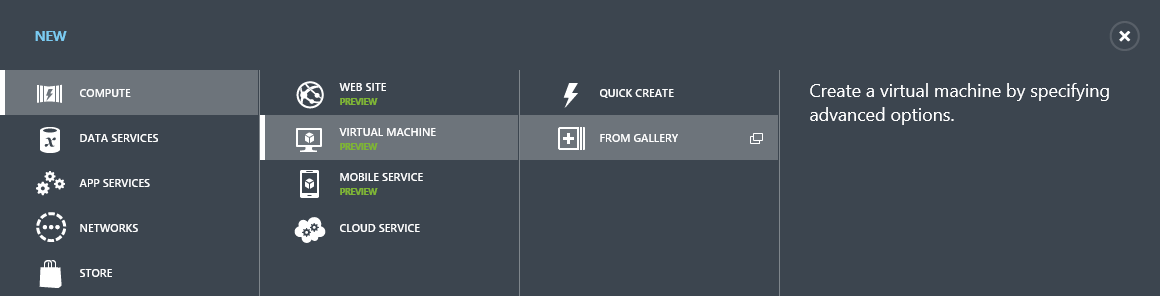 NEW
COMPUTE
DATA SERVICES
APP SERVICES
NETWORKS
STORE
WEB SITE
PREVIEW
VIRTUAL MACHINE
PREVIEW
MOBILE SERVICE
PREVIEW
CLOUD SERVICE
QUICK CREATE
FROM GALLERY
Create a virtual machine by specifying
advanced options.